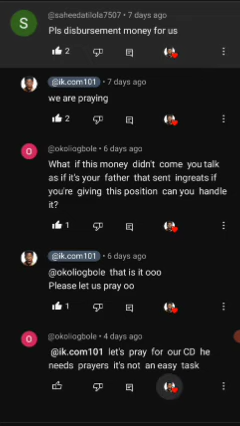 S
@saheedatilola7507 • 7 days ago
Pls disbursement money for us
2
@ik.com101 • 7 days ago
we are praying
2
O
@okoliogbole • 6 days ago
What if this money didn't come you talk
as if it's your father that sent ingreats if
you're giving this position can you handle
it?
1
@ik.com101 • 6 days ago
@okoliogbole that is it ooo
Please let us pray oo
1
O
@okoliogbole • 4 days ago
@ik.com101 let's pray for our CD he
needs prayers it's not an easy task